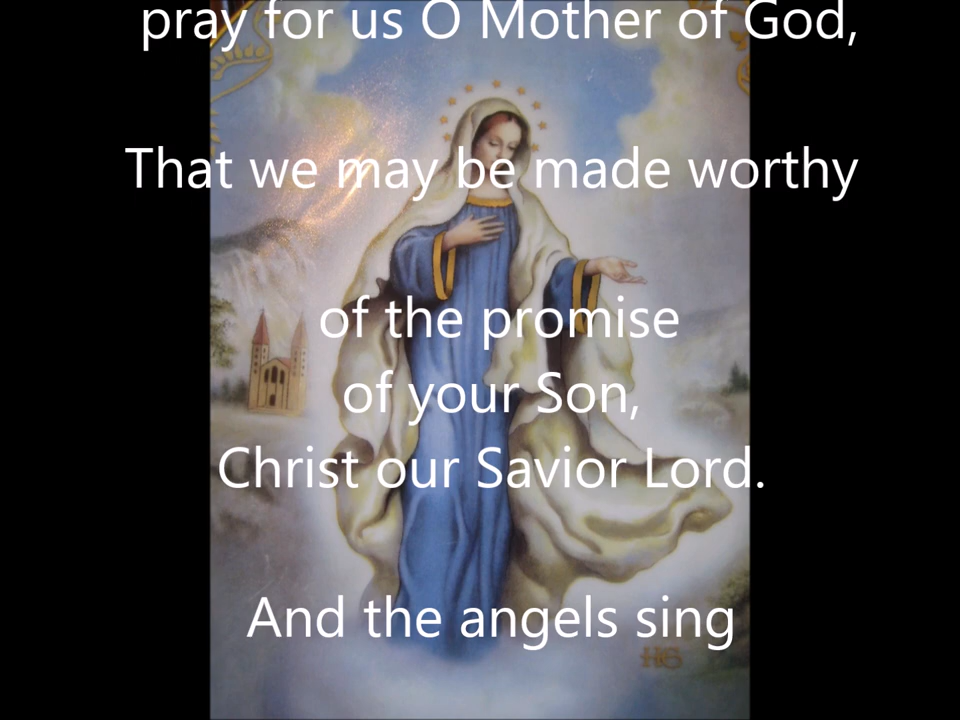 pray for us O Mother of God,
That we may be made worthy
of the promise
of your Son,
Christ our Savior Lord.
And the angels sing